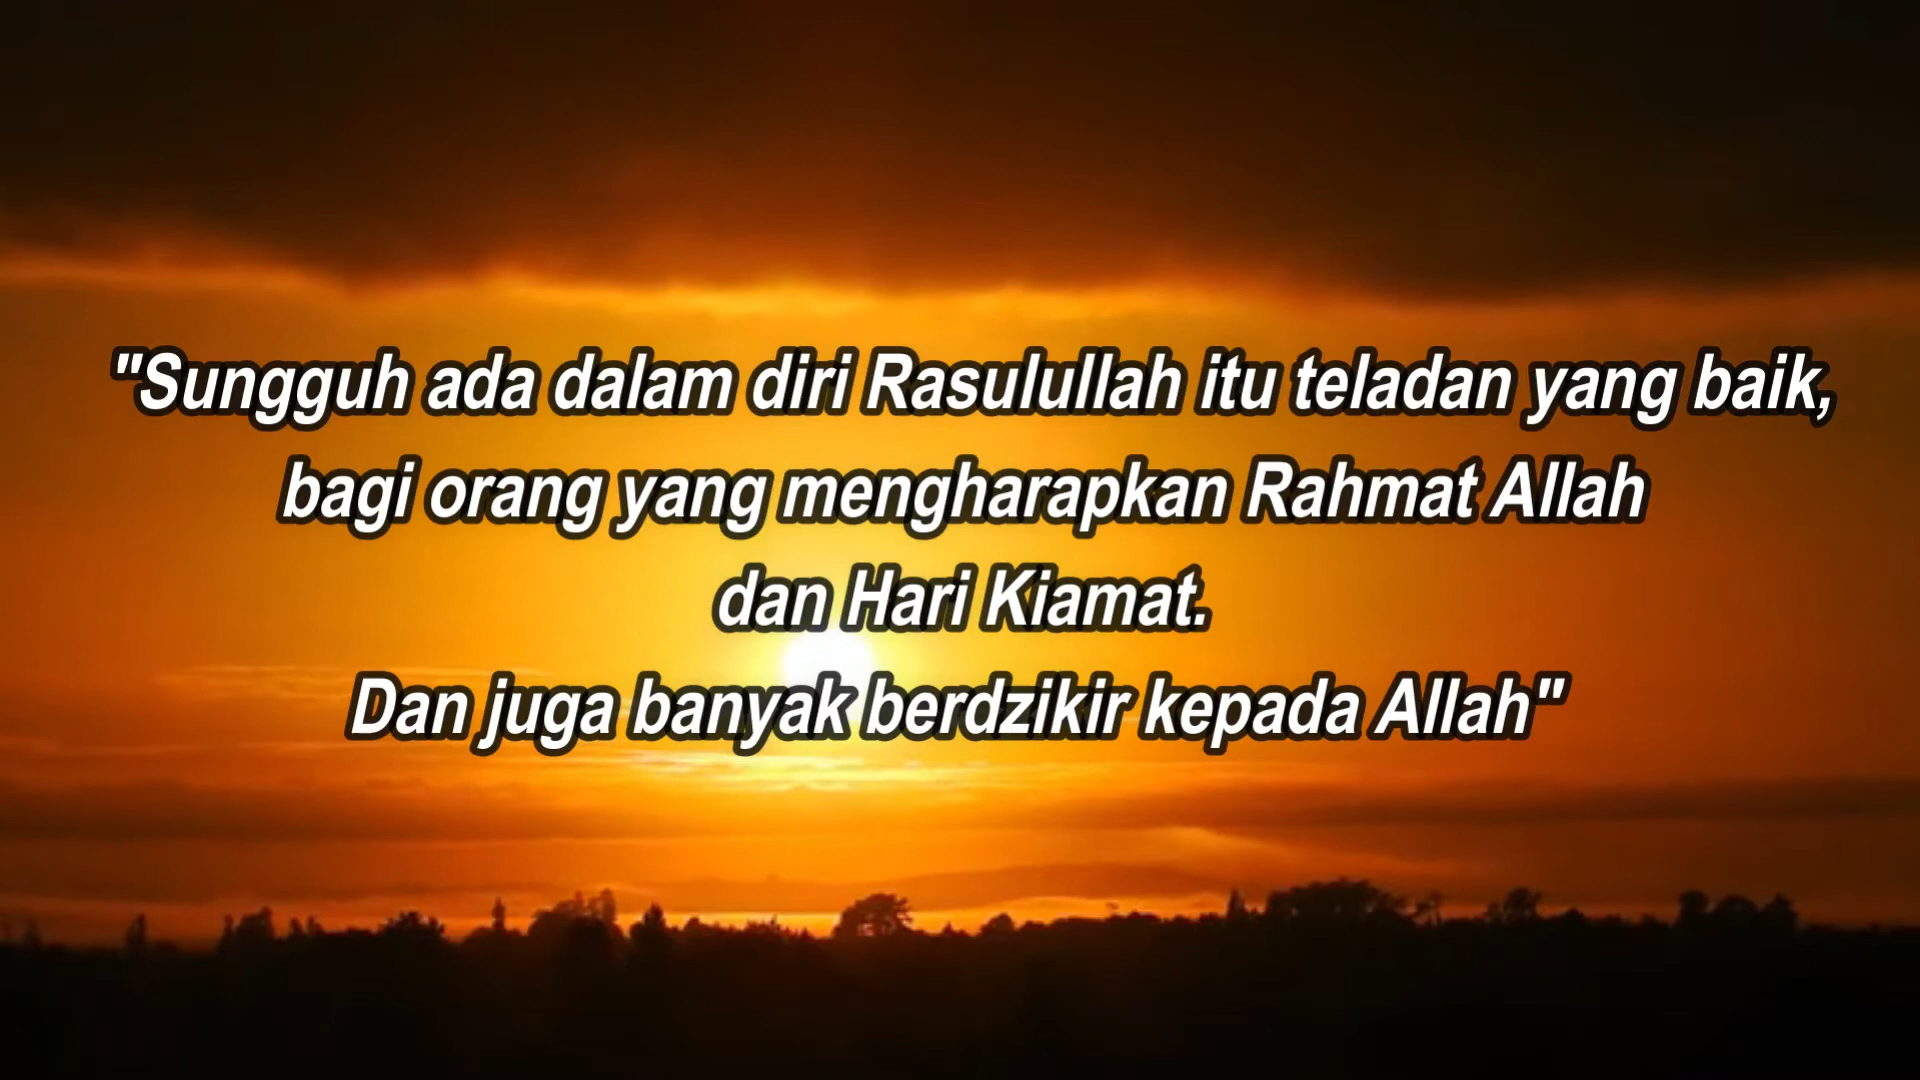 "Sungguh ada dalam diri Rasulullah itu teladan yang baik,
bagi orang yang mengharapkan Rahmat Allah
dan Hari Kiamat.
Dan juga banyak berdzikir kepada Allah"